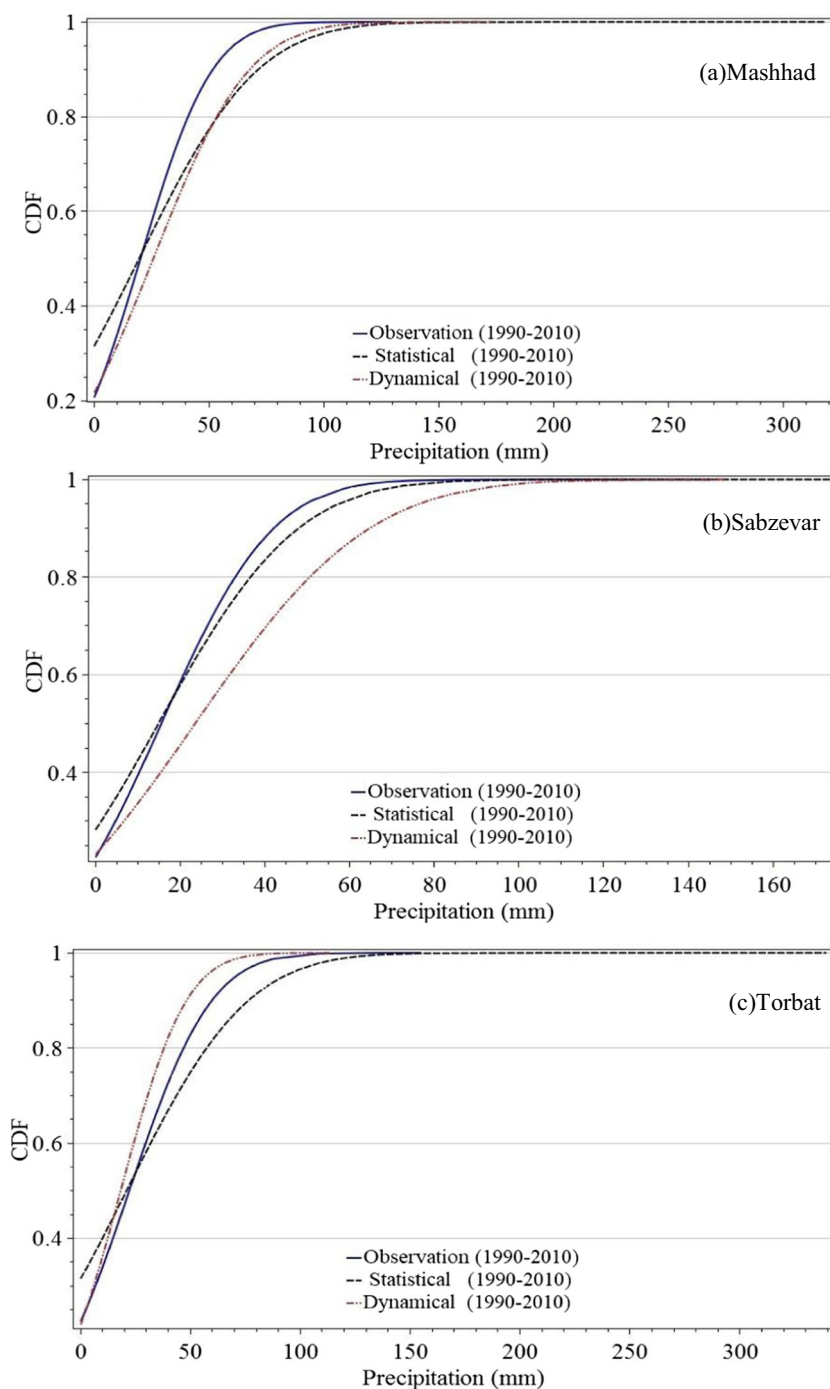 1
(a)Mashhad
0.8
CDF
0.6
0.4
Observation (1990-2010)
Statistical (1990-2010)
Dynamical (1990-2010)
0.2
0 50 100 150 200 250 300
Precipitation (mm)
1
(b)Sabzevar
0.8
CDF
0.6
0.4
Observation (1990-2010)
Statistical (1990-2010)
Dynamical (1990-2010)
0 20 40 60 80 100 120 140 160
Precipitation (mm)
1
(c)Torbat
0.8
CDF
0.6
0.4
Observation (1990-2010)
Statistical (1990-2010)
Dynamical (1990-2010)
0 50 100 150 200 250 300
Precipitation (mm)